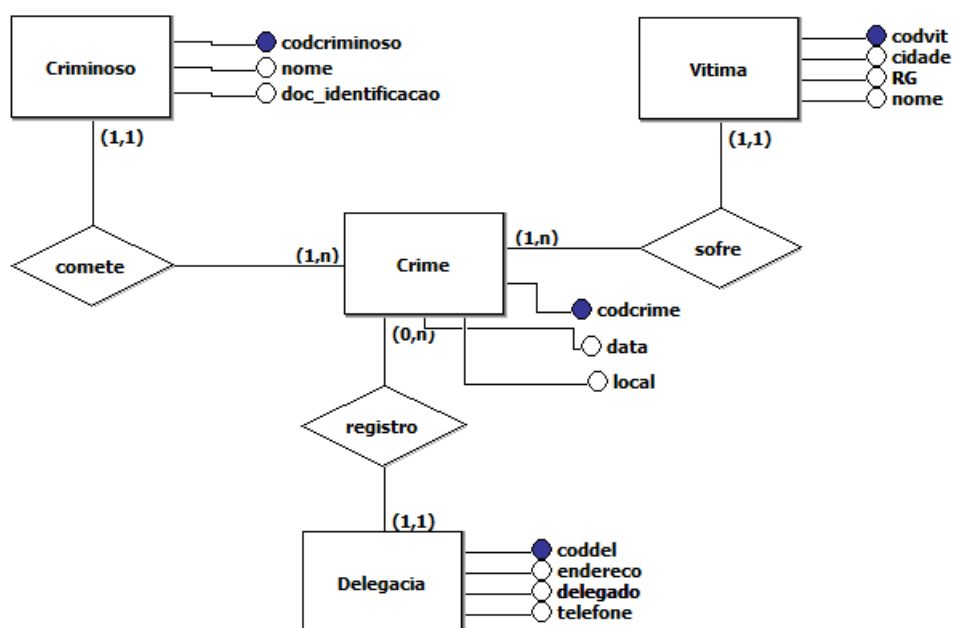 Criminoso
codcriminoso
nome
doc_identificacao
(1,1)
Vitima
codvit
cidade
RG
nome
(1,1)
comete
(1,n)
Crime
(1,n)
sofre
codcrime
data
local
(0,n)
registro
(1,1)
Delegacia
coddel
endereco
delegado
telefone